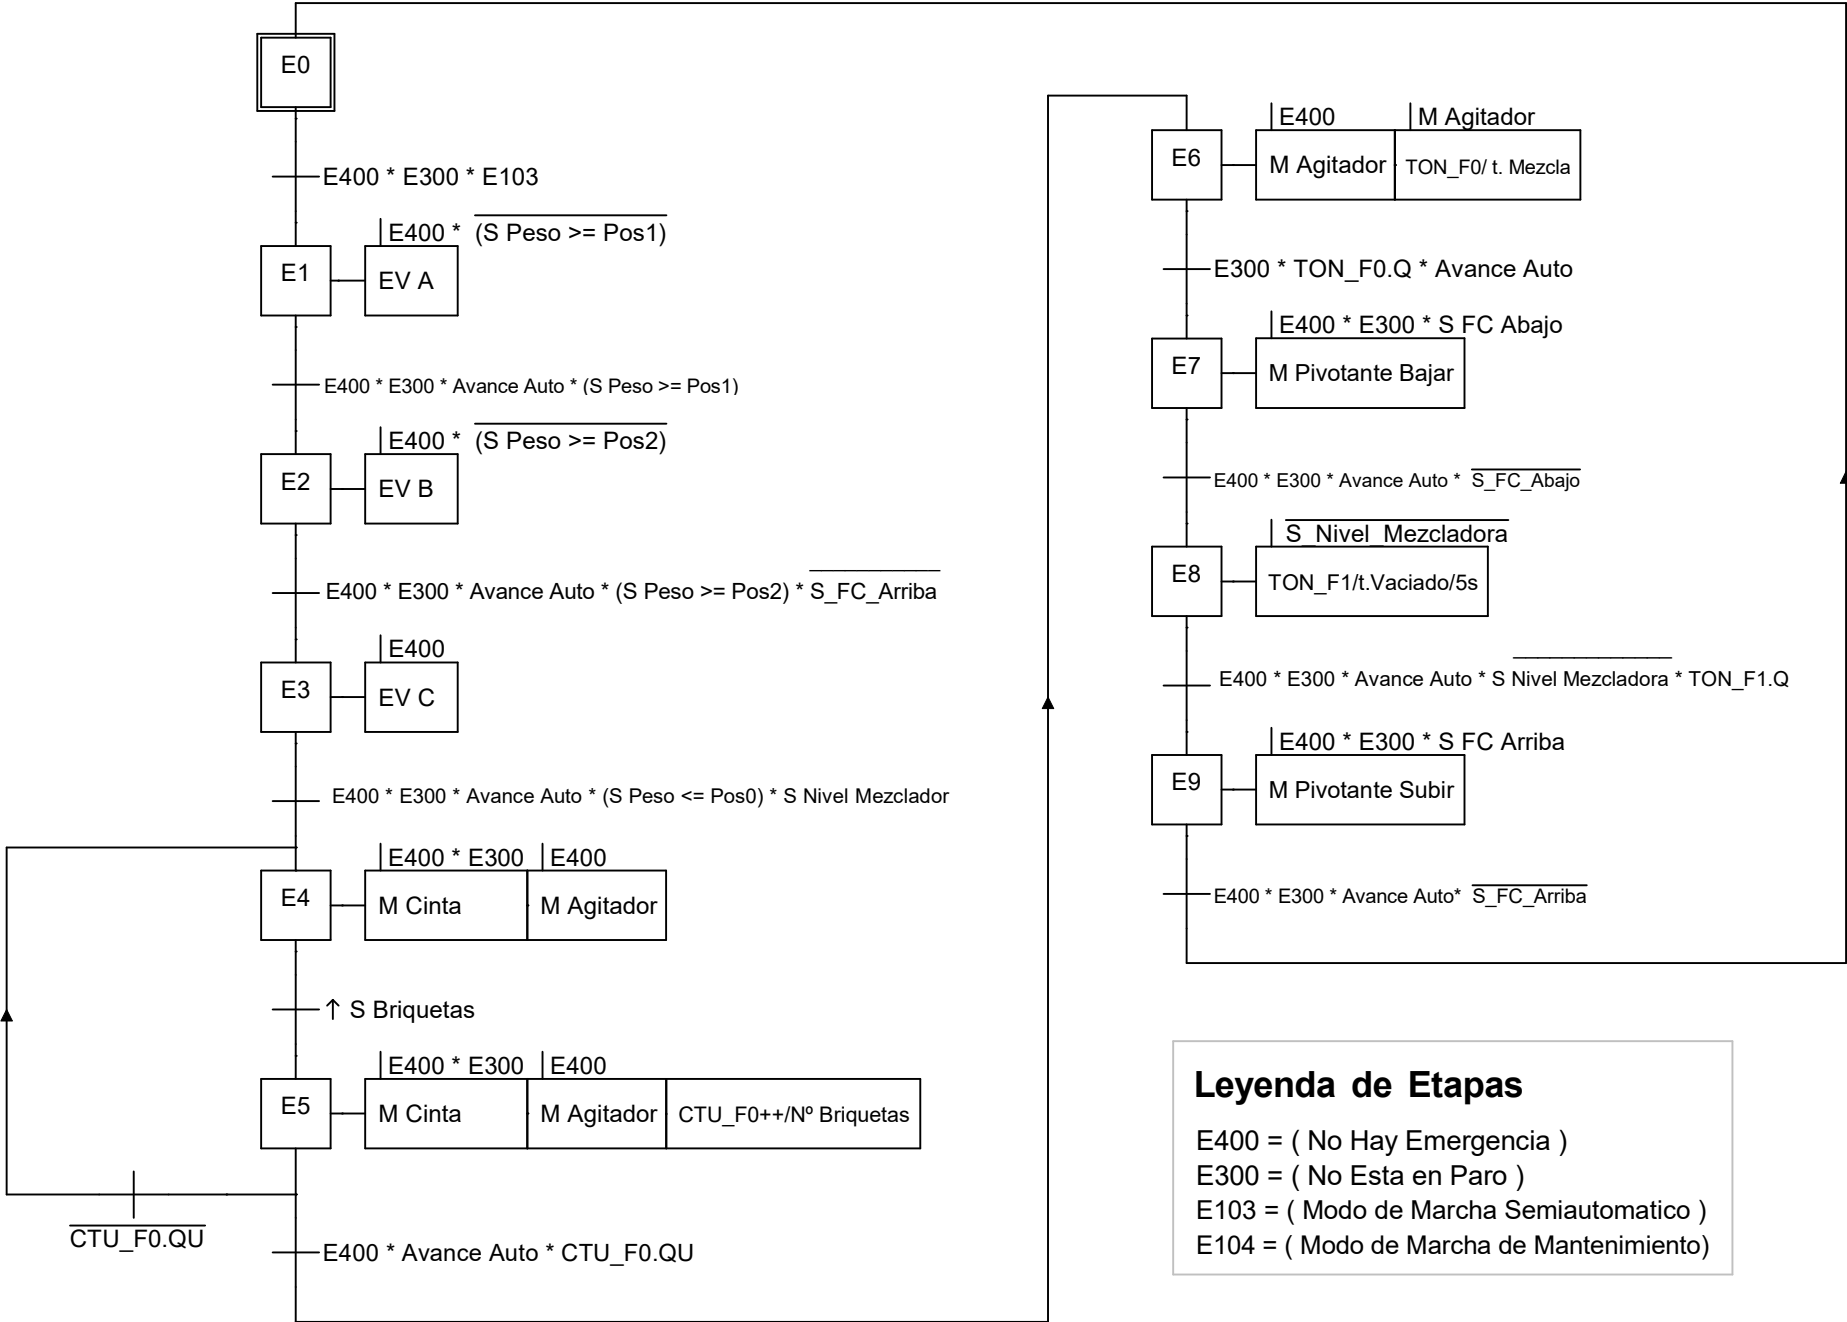 E0
E400 * E300 * E103
E400 * (S Peso >= Pos1)
E1
EV A
E400 * E300 * Avance Auto * (S Peso >= Pos1)
E400 * (S Peso >= Pos2)
E2
EV B
E400 * E300 * Avance Auto * (S Peso >= Pos2) * S_FC_Arriba
E400
E3
EV C
E400 * E300 * Avance Auto * (S Peso <= Pos0) * S Nivel Mezclador
E400 * E300 E400
E4
M Cinta M Agitador
↑ S Briquetas
E400 * E300 E400
E5
M Cinta M Agitador CTU_F0++/Nº Briquetas
CTU_F0.QU
E400 * Avance Auto * CTU_F0.QU
E400 M Agitador
E6
M Agitador TON_F0/ t. Mezcla
E300 * TON_F0.Q * Avance Auto
E400 * E300 * S FC Abajo
E7
M Pivotante Bajar
E400 * E300 * Avance Auto * S_FC_Abajo
S_Nivel_Mezcladora
E8
TON_F1/t.Vaciado/5s
E400 * E300 * Avance Auto * S Nivel Mezcladora * TON_F1.Q
E400 * E300 * S FC Arriba
E9
M Pivotante Subir
E400 * E300 * Avance Auto* S_FC_Arriba
Leyenda de Etapas
E400 = ( No Hay Emergencia )
E300 = ( No Esta en Paro )
E103 = ( Modo de Marcha Semiautomatico )
E104 = ( Modo de Marcha de Mantenimiento)